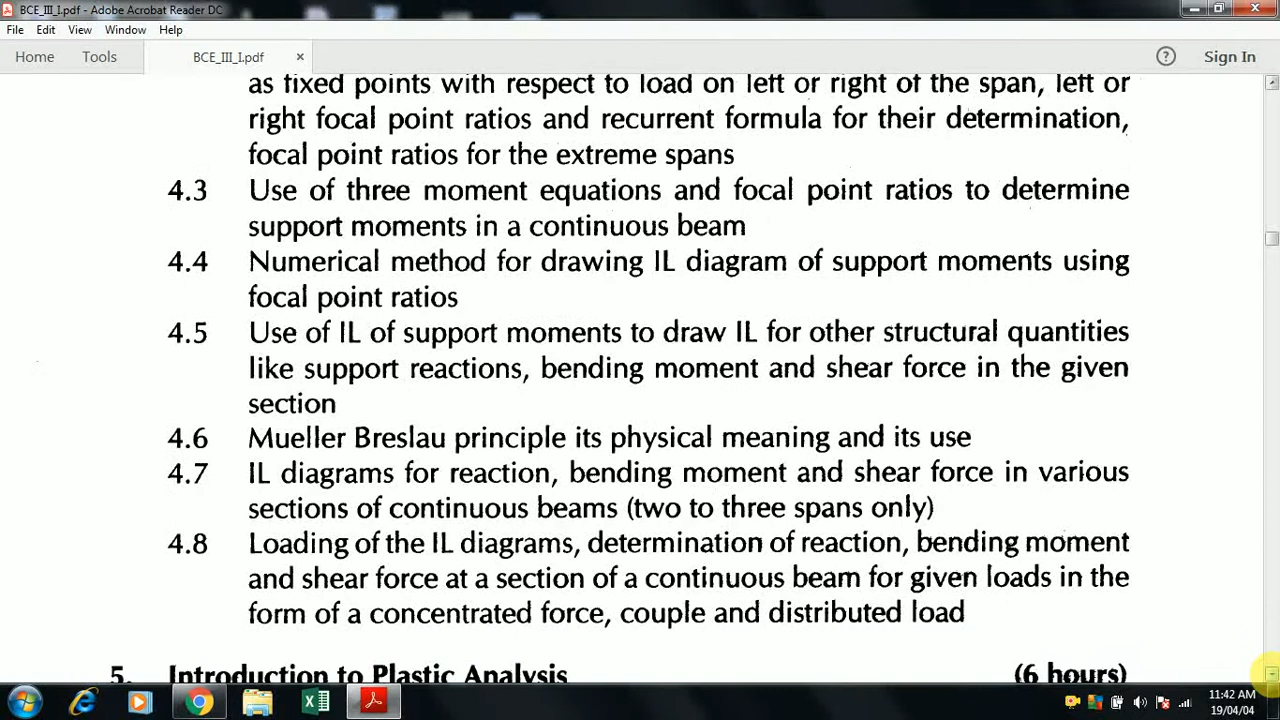 BCE_III_I.pdf - Adobe Acrobat Reader DC
File Edit View Window Help
Home Tools BCE_III_I.pdf × ? Sign In
as fixed points with respect to load on left or right of the span, left or
right focal point ratios and recurrent formula for their determination,
focal point ratios for the extreme spans
4.3 Use of three moment equations and focal point ratios to determine
support moments in a continuous beam
4.4 Numerical method for drawing IL diagram of support moments using
focal point ratios
4.5 Use of IL of support moments to draw IL for other structural quantities
like support reactions, bending moment and shear force in the given
section
4.6 Mueller Breslau principle its physical meaning and its use
4.7 IL diagrams for reaction, bending moment and shear force in various
sections of continuous beams (two to three spans only)
4.8 Loading of the IL diagrams, determination of reaction, bending moment
and shear force at a section of a continuous beam for given loads in the
form of a concentrated force, couple and distributed load
5. Introduction to Plastic Analysis (6 hours)
11:42 AM
19/04/04